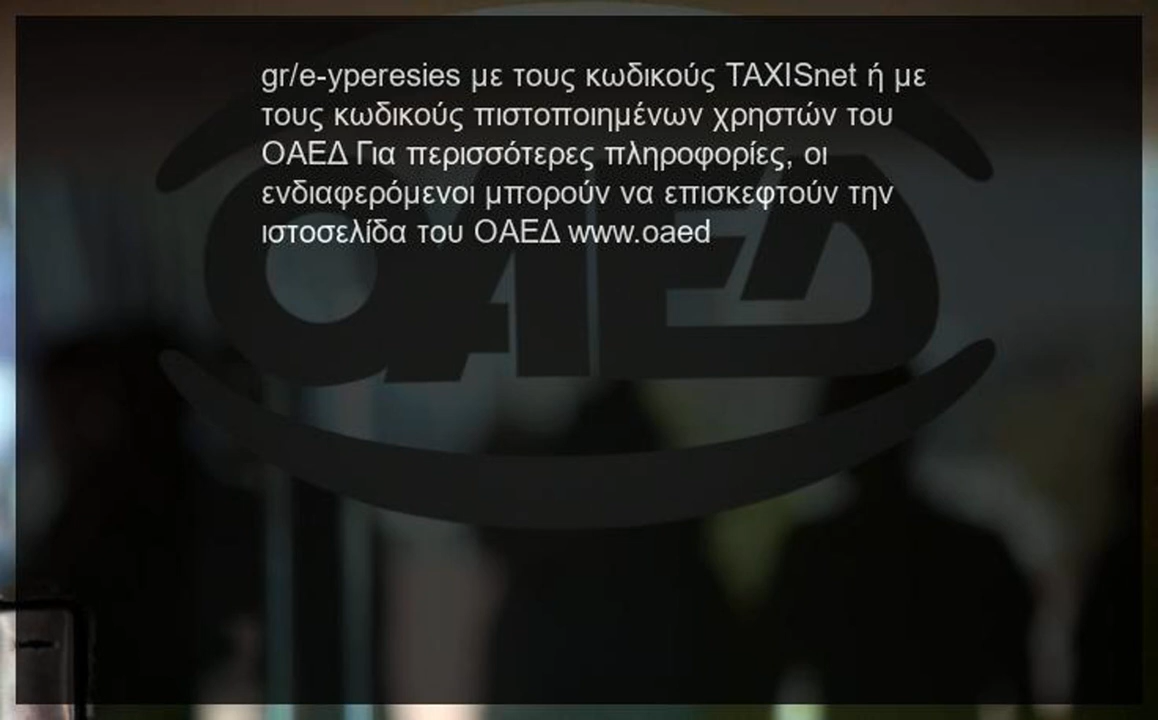 gr/e-yperesies με τους κωδικούς TAXISnet ή με
τους κωδικούς πιστοποιημένων χρηστών του
ΟΑΕΔ Για περισσότερες πληροφορίες, οι
ενδιαφερόμενοι μπορούν να επισκεφτούν την
ιστοσελίδα του ΟΑΕΔ www.oaed
ΟΑΕΔ